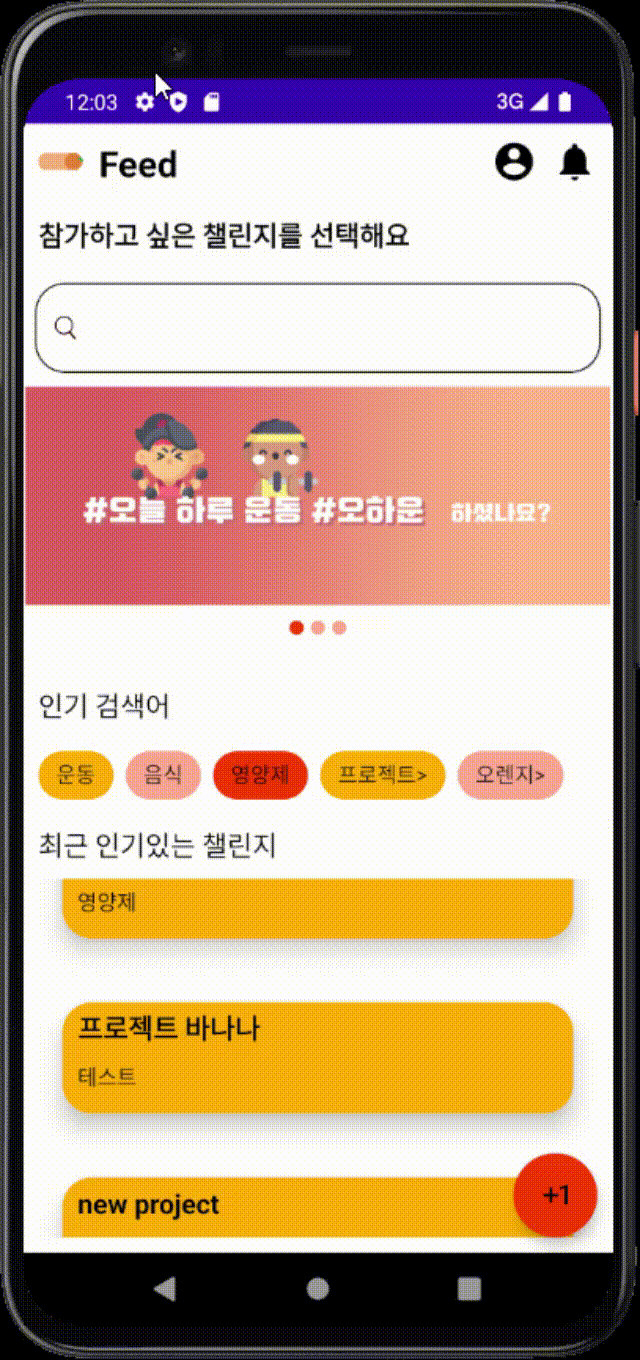 12:03 3G
Feed
참가하고 싶은 챌린지를 선택해요
#오늘 하루 운동 #오하운 하셨나요?
인기 검색어
운동 음식 영양제 프로젝트> 오렌지>
최근 인기있는 챌린지
영양제
프로젝트 바나나
테스트
new project
+1